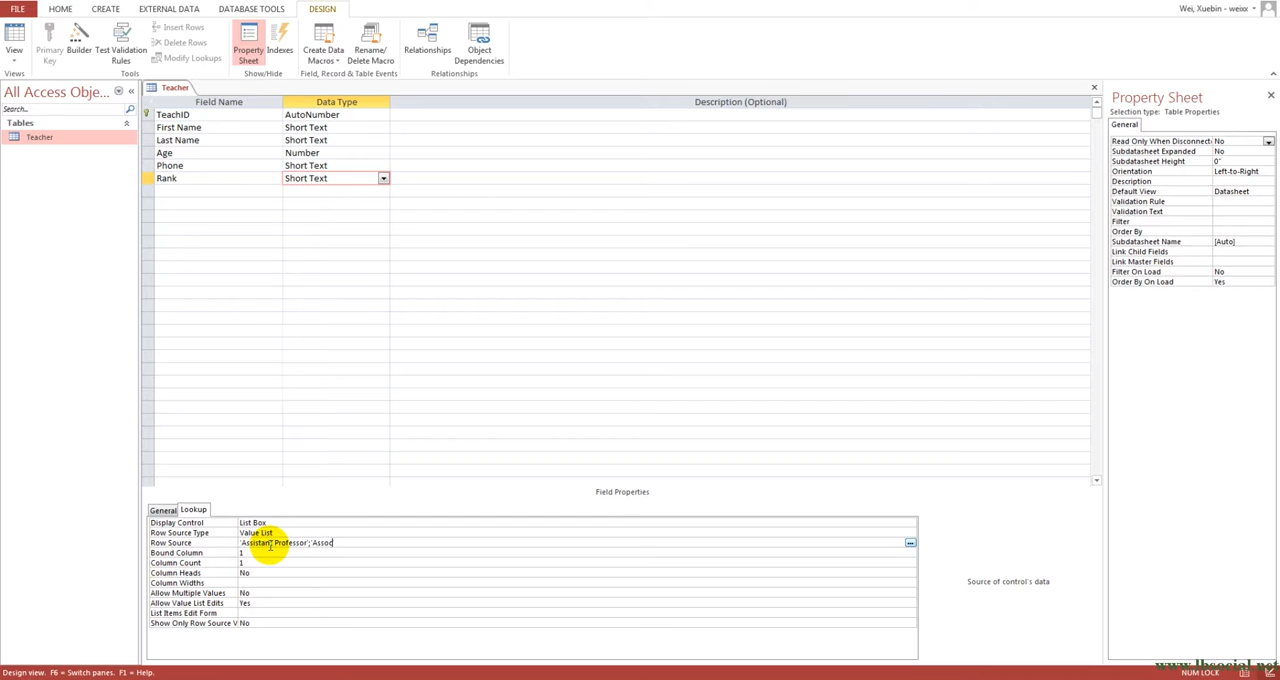 FILE HOME CREATE EXTERNAL DATA DATABASE TOOLS DESIGN Wei, Xuebin - weixx
View Primary Key Builder Test Validation Rules Insert Rows Delete Rows Modify Lookups Property Sheet Indexes Create Data Macros Rename/ Delete Macro Relationships Object Dependencies
Views Tools Show/Hide Field, Record & Table Events Relationships
All Access Obje...
Search...
Tables
Teacher
Teacher
Field Name Data Type Description (Optional)
TeachID AutoNumber
First Name Short Text
Last Name Short Text
Age Number
Phone Short Text
Rank Short Text
Field Properties
General Lookup
Display Control List Box
Row Source Type Value List
Row Source 'Assistant Professor';'Assoc
Bound Column 1
Column Count 1
Column Heads No
Column Widths
Allow Multiple Values No
Allow Value List Edits Yes
List Items Edit Form
Show Only Row Source V No
Source of control's data
Property Sheet
Selection type: Table Properties
General
Read Only When Disconnect No
Subdatasheet Expanded No
Subdatasheet Height 0"
Orientation Left-to-Right
Description
Default View Datasheet
Validation Rule
Validation Text
Filter
Order By
Subdatasheet Name [Auto]
Link Child Fields
Link Master Fields
Filter On Load No
Order By On Load Yes
Design view. F6 = Switch panes. F1 = Help. NUM LOCK
www.lbsocial.net